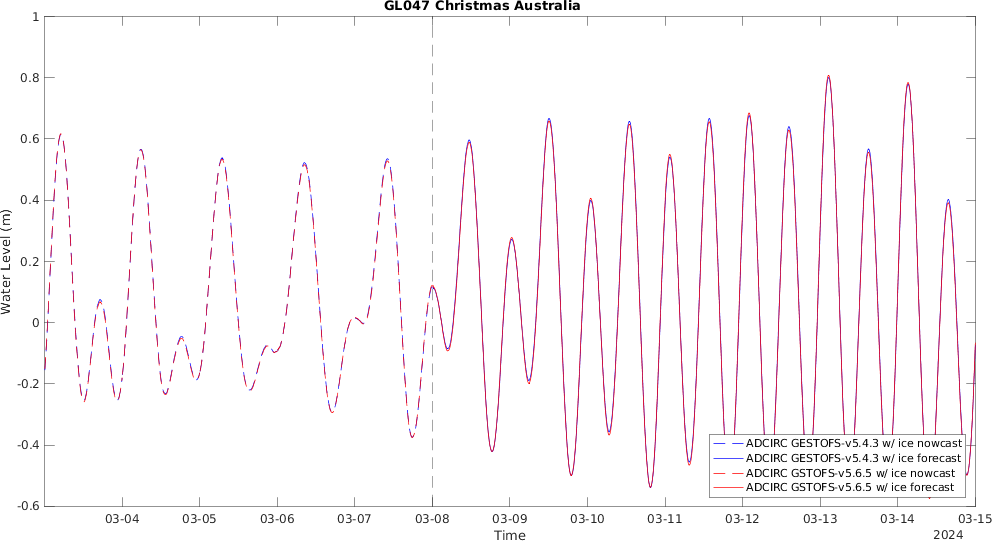 GL047 Christmas Australia
1
0.8
0.6
0.4
0.2
0
-0.2
-0.4
-0.6
Water Level (m)
ADCIRC GESTOFS-v5.4.3 w/ ice nowcast
ADCIRC GESTOFS-v5.4.3 w/ ice forecast
ADCIRC GSTOFS-v5.6.5 w/ ice nowcast
ADCIRC GSTOFS-v5.6.5 w/ ice forecast
03-04 03-05 03-06 03-07 03-08 03-09 03-10 03-11 03-12 03-13 03-14 03-15
Time
2024